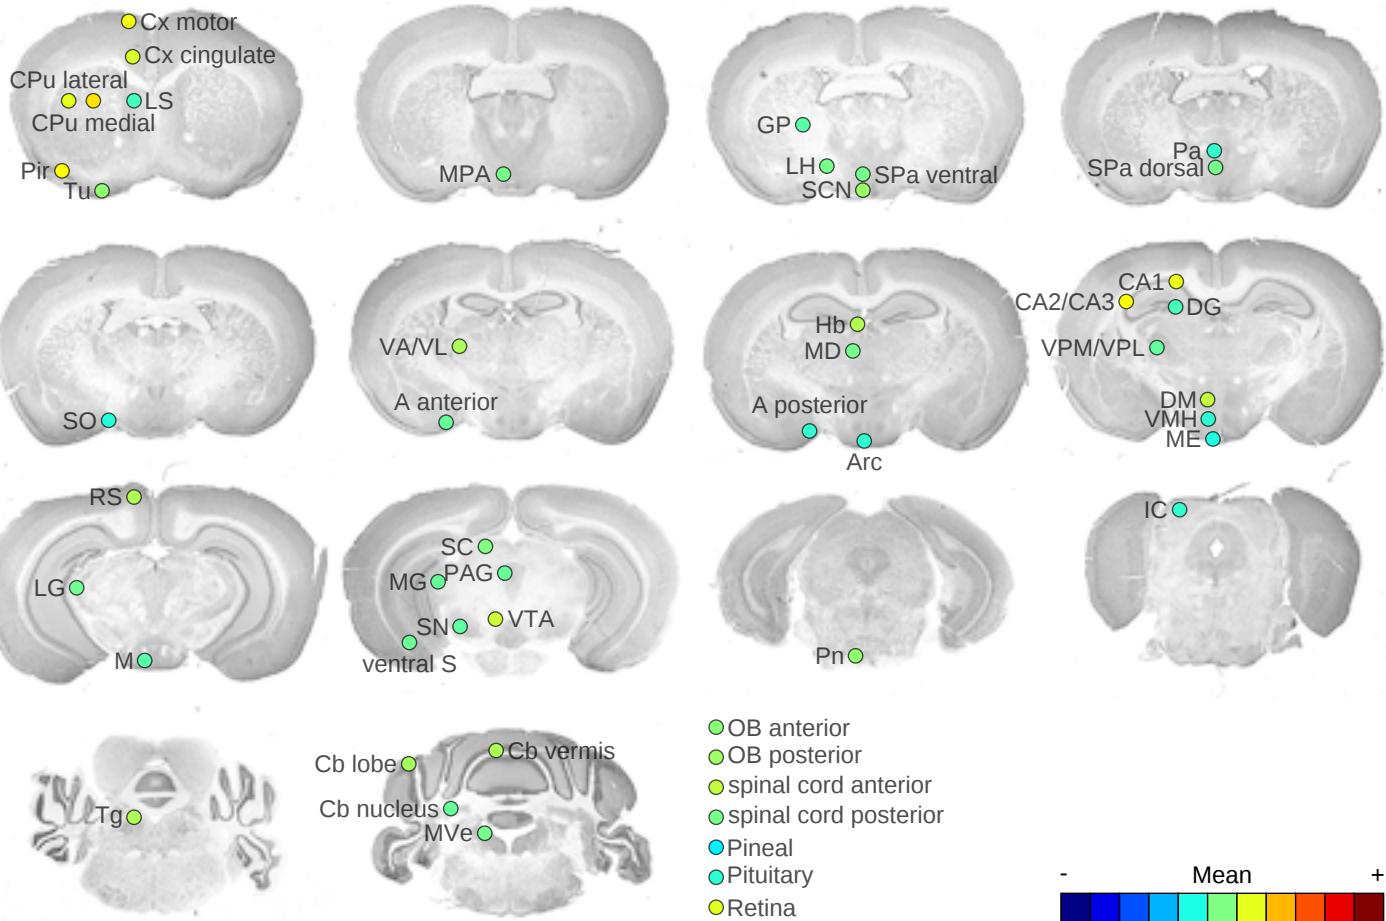 Cx motor
Cx cingulate
CPu lateral
LS
CPu medial
Pir
Tu
MPA
GP
LH
SPa ventral
SCN
Pa
SPa dorsal
SO
VA/VL
A anterior
Hb
MD
A posterior
Arc
CA1
CA2/CA3
DG
VPM/VPL
DM
VMH
ME
RS
LG
M
SC
MG
PAG
SN
VTA
ventral S
Pn
IC
Tg
Cb lobe
Cb vermis
Cb nucleus
MVe
OB anterior
OB posterior
spinal cord anterior
spinal cord posterior
Pineal
Pituitary
Retina
- Mean +